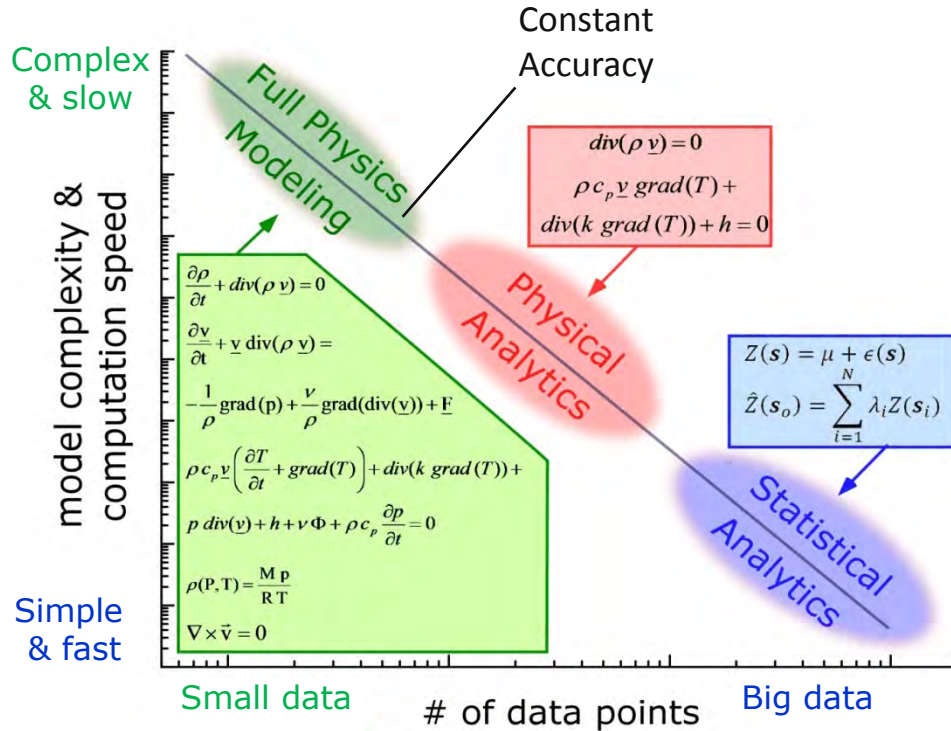 Constant
Accuracy
Complex
& slow
Full Physics
Modeling
div(ρ v) = 0
ρ c_p v grad(T) +
div(k grad(T)) + h = 0
model complexity &
computation speed
∂ρ/∂t + div(ρ v) = 0
∂v/∂t + v div(ρ v) =
-1/ρ grad(p) + ν/ρ grad(div(v)) + F
ρ c_p v (∂T/∂t + grad(T)) + div(k grad(T)) +
p div(v) + h + ν Φ + ρ c_p ∂p/∂t = 0
ρ(P,T) = M p / R T
∇ × v⃗ = 0
Physical
Analytics
Z(s) = μ + ϵ(s)
Ẑ(s_o) = ∑_{i=1}^{N} λ_i Z(s_i)
Statistical
Analytics
Simple
& fast
Small data
# of data points
Big data